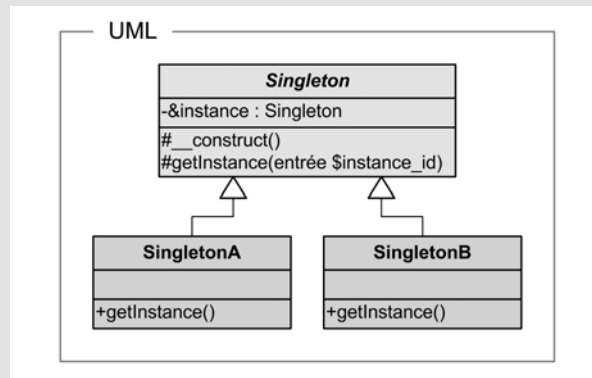 UML
Singleton
-&instance : Singleton
#__construct()
#getInstance(entrée $instance_id)
SingletonA
SingletonB
+getInstance()
+getInstance()